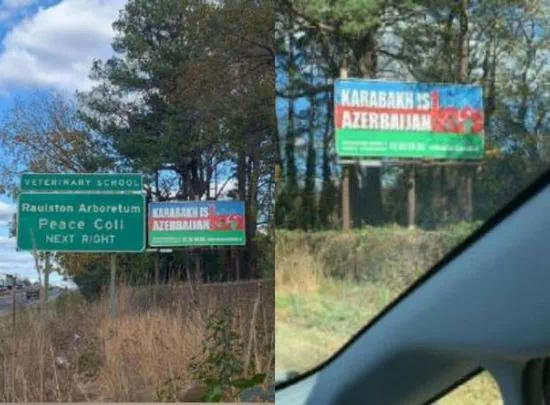 VETERINARY SCHOOL
Raulston Arboretum
Peace Coll
NEXT RIGHT
KARABAKH IS
AZERBAIJAN
KARABAKH IS
AZERBAIJAN